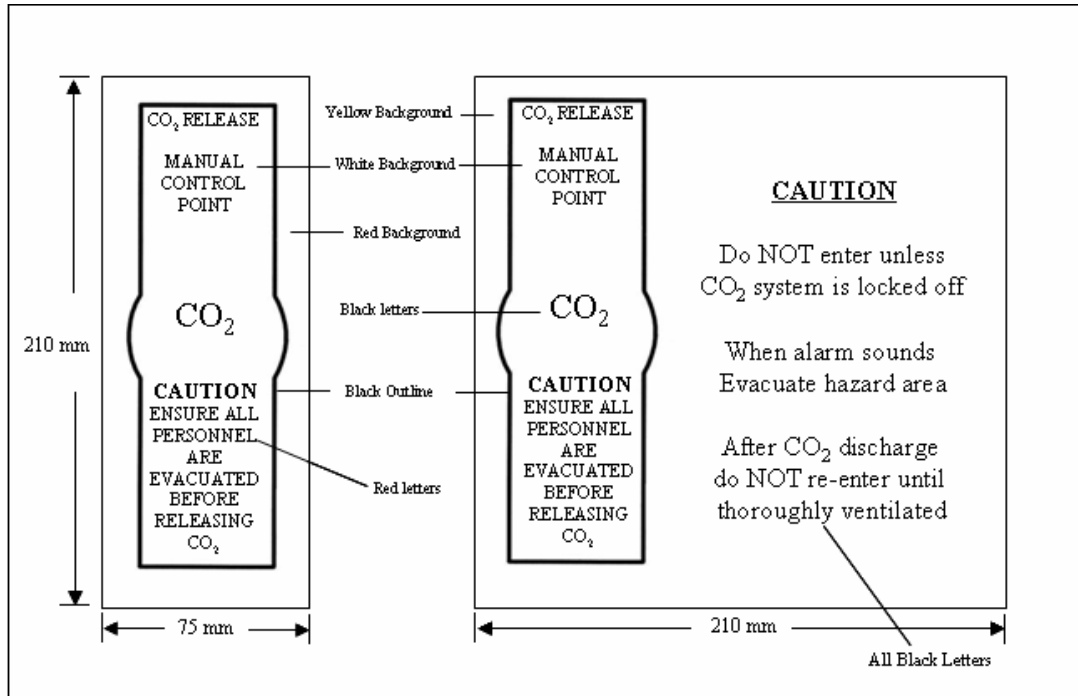 CO₂ RELEASE
MANUAL
CONTROL
POINT
CO₂
CAUTION
ENSURE ALL
PERSONNEL
ARE
EVACUATED
BEFORE
RELEASING
CO₂
210 mm
75 mm
Yellow Background
White Background
Red Background
Black letters
Black Outline
Red letters
CO₂ RELEASE
MANUAL
CONTROL
POINT
CO₂
CAUTION
ENSURE ALL
PERSONNEL
ARE
EVACUATED
BEFORE
RELEASING
CO₂
CAUTION
Do NOT enter unless
CO₂ system is locked off
When alarm sounds
Evacuate hazard area
After CO₂ discharge
do NOT re-enter until
thoroughly ventilated
210 mm
All Black Letters